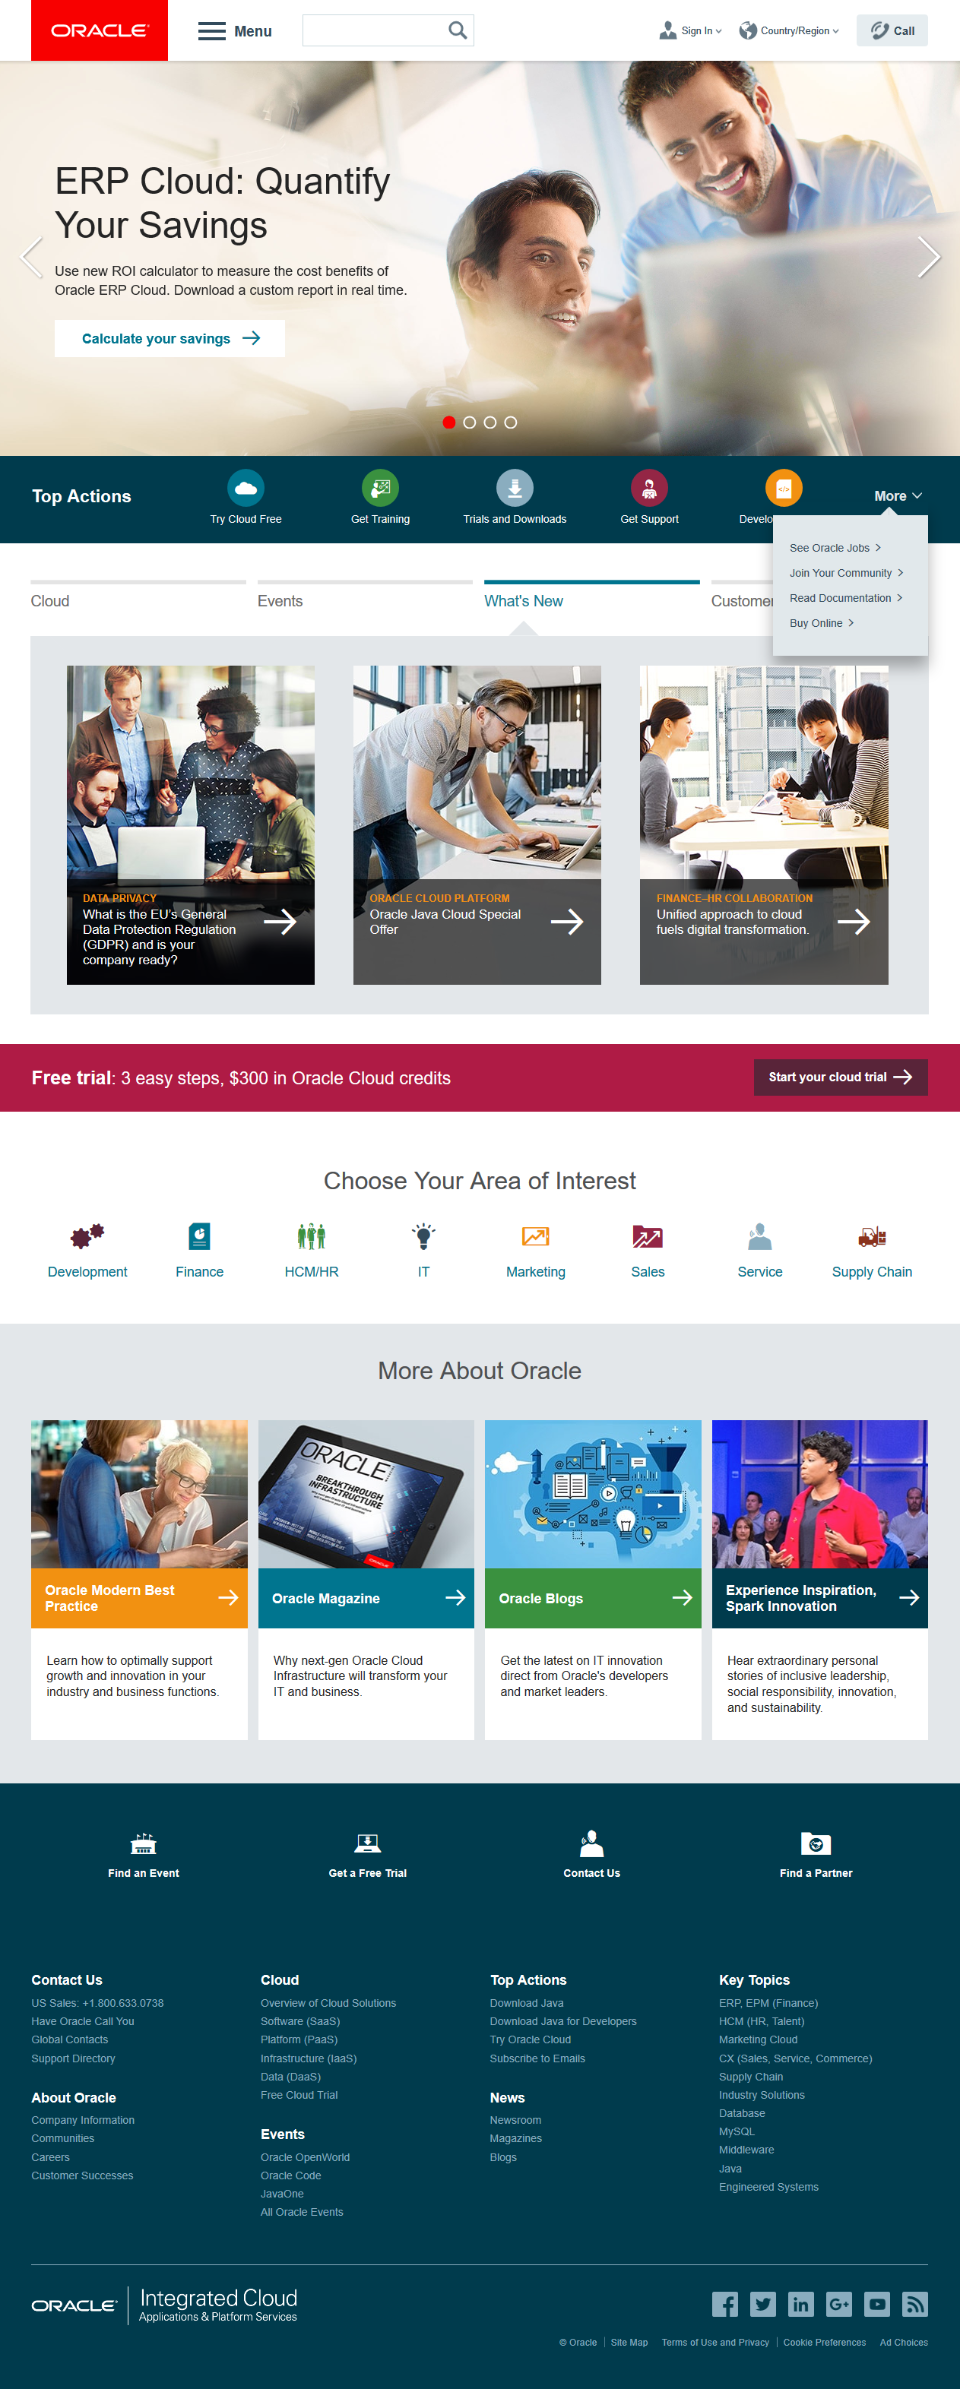 ORACLE
Menu
Sign In
Country/Region
Call
ERP Cloud: Quantify
Your Savings
Use new ROI calculator to measure the cost benefits of
Oracle ERP Cloud. Download a custom report in real time.
Calculate your savings
Top Actions
Try Cloud Free
Get Training
Trials and Downloads
Get Support
Develo
More
See Oracle Jobs
Join Your Community
Read Documentation
Buy Online
Cloud
Events
What's New
Custome
DATA PRIVACY
What is the EU's General
Data Protection Regulation
(GDPR) and is your
company ready?
ORACLE CLOUD PLATFORM
Oracle Java Cloud Special
Offer
FINANCE–HR COLLABORATION
Unified approach to cloud
fuels digital transformation.
Free trial: 3 easy steps, $300 in Oracle Cloud credits
Start your cloud trial
Choose Your Area of Interest
Development
Finance
HCM/HR
IT
Marketing
Sales
Service
Supply Chain
More About Oracle
ORACLE
BREAKTHROUGH
INFRASTRUCTURE
Oracle Modern Best
Practice
Oracle Magazine
Oracle Blogs
Experience Inspiration,
Spark Innovation
Learn how to optimally support
growth and innovation in your
industry and business functions.
Why next-gen Oracle Cloud
Infrastructure will transform your
IT and business.
Get the latest on IT innovation
direct from Oracle's developers
and market leaders.
Hear extraordinary personal
stories of inclusive leadership,
social responsibility, innovation,
and sustainability.
Find an Event
Get a Free Trial
Contact Us
Find a Partner
Contact Us
US Sales: +1.800.633.0738
Have Oracle Call You
Global Contacts
Support Directory
About Oracle
Company Information
Communities
Careers
Customer Successes
Cloud
Overview of Cloud Solutions
Software (SaaS)
Platform (PaaS)
Infrastructure (IaaS)
Data (DaaS)
Free Cloud Trial
Events
Oracle OpenWorld
Oracle Code
JavaOne
All Oracle Events
Top Actions
Download Java
Download Java for Developers
Try Oracle Cloud
Subscribe to Emails
News
Newsroom
Magazines
Blogs
Key Topics
ERP, EPM (Finance)
HCM (HR, Talent)
Marketing Cloud
CX (Sales, Service, Commerce)
Supply Chain
Industry Solutions
Database
MySQL
Middleware
Java
Engineered Systems
ORACLE
Integrated Cloud
Applications & Platform Services
© Oracle
Site Map
Terms of Use and Privacy
Cookie Preferences
Ad Choices